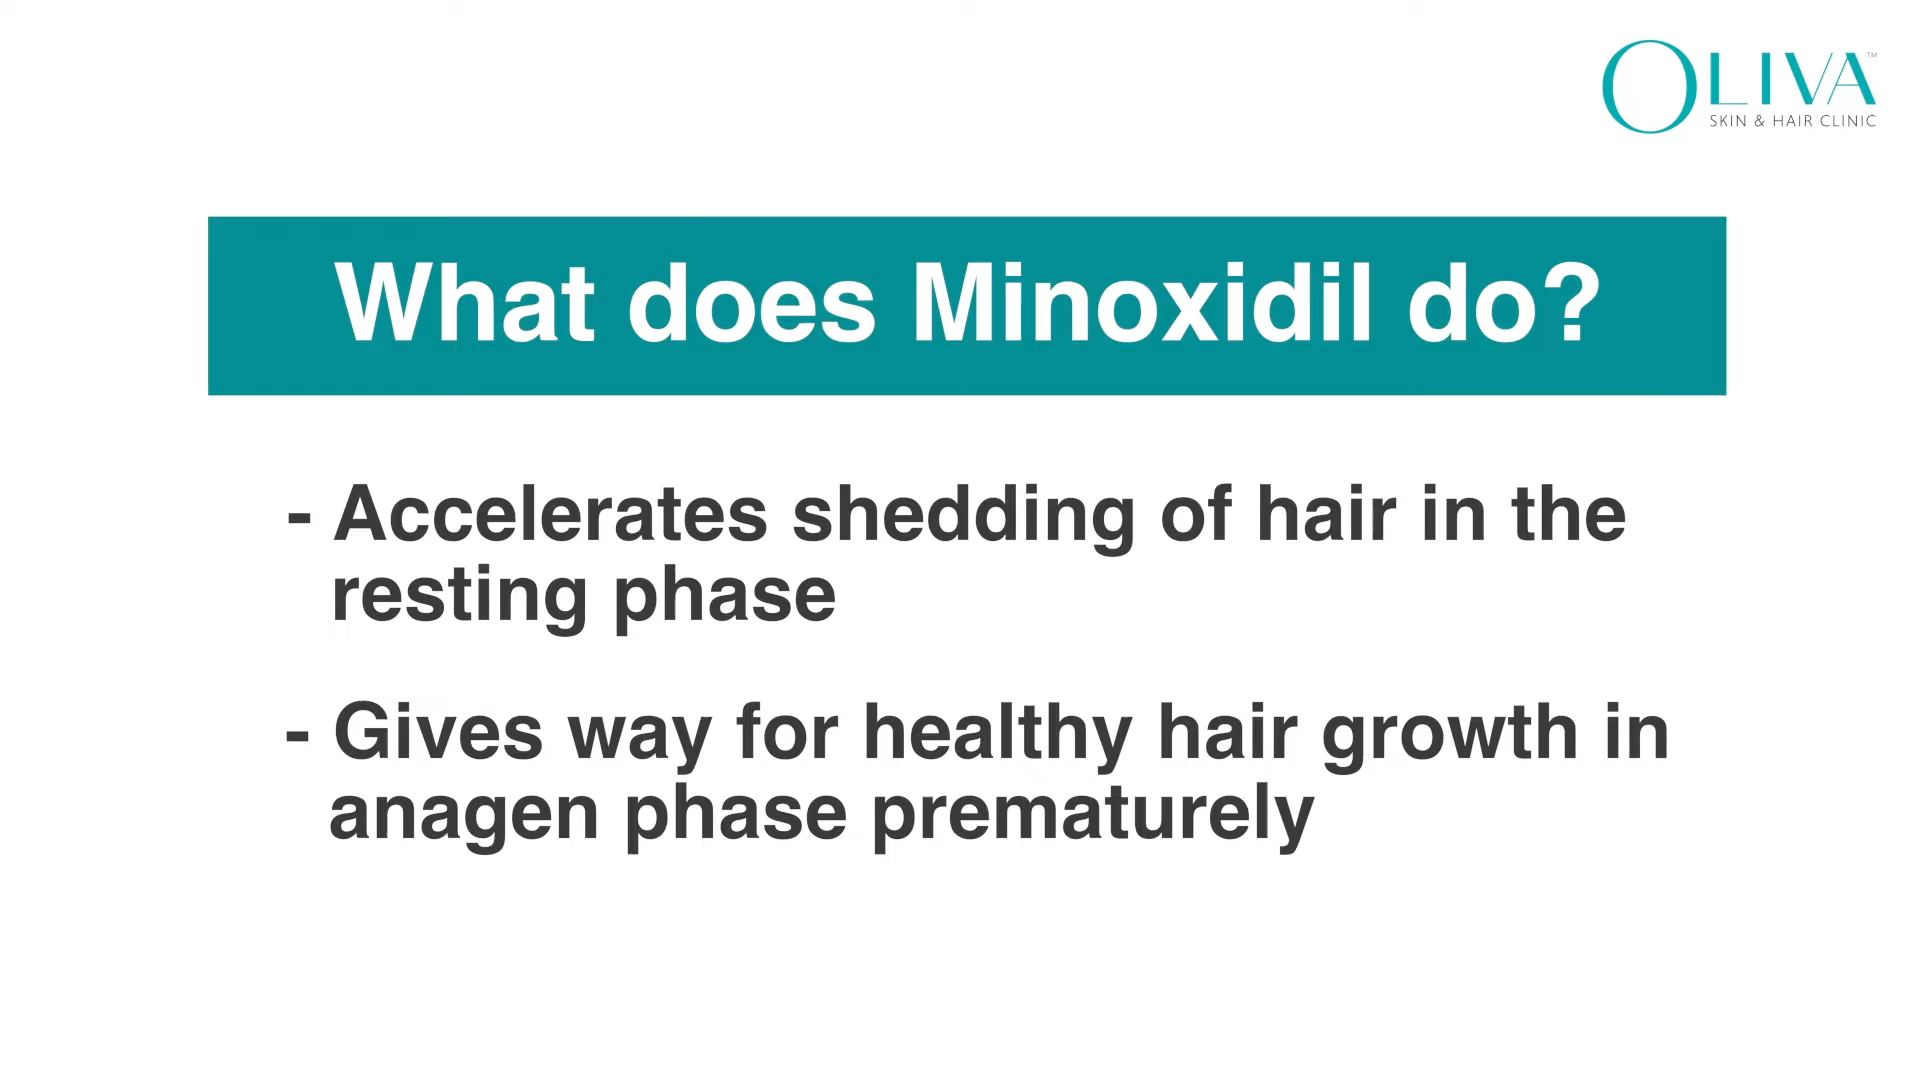 OLIVA™
SKIN & HAIR CLINIC
What does Minoxidil do?
- Accelerates shedding of hair in the
resting phase
- Gives way for healthy hair growth in
anagen phase prematurely